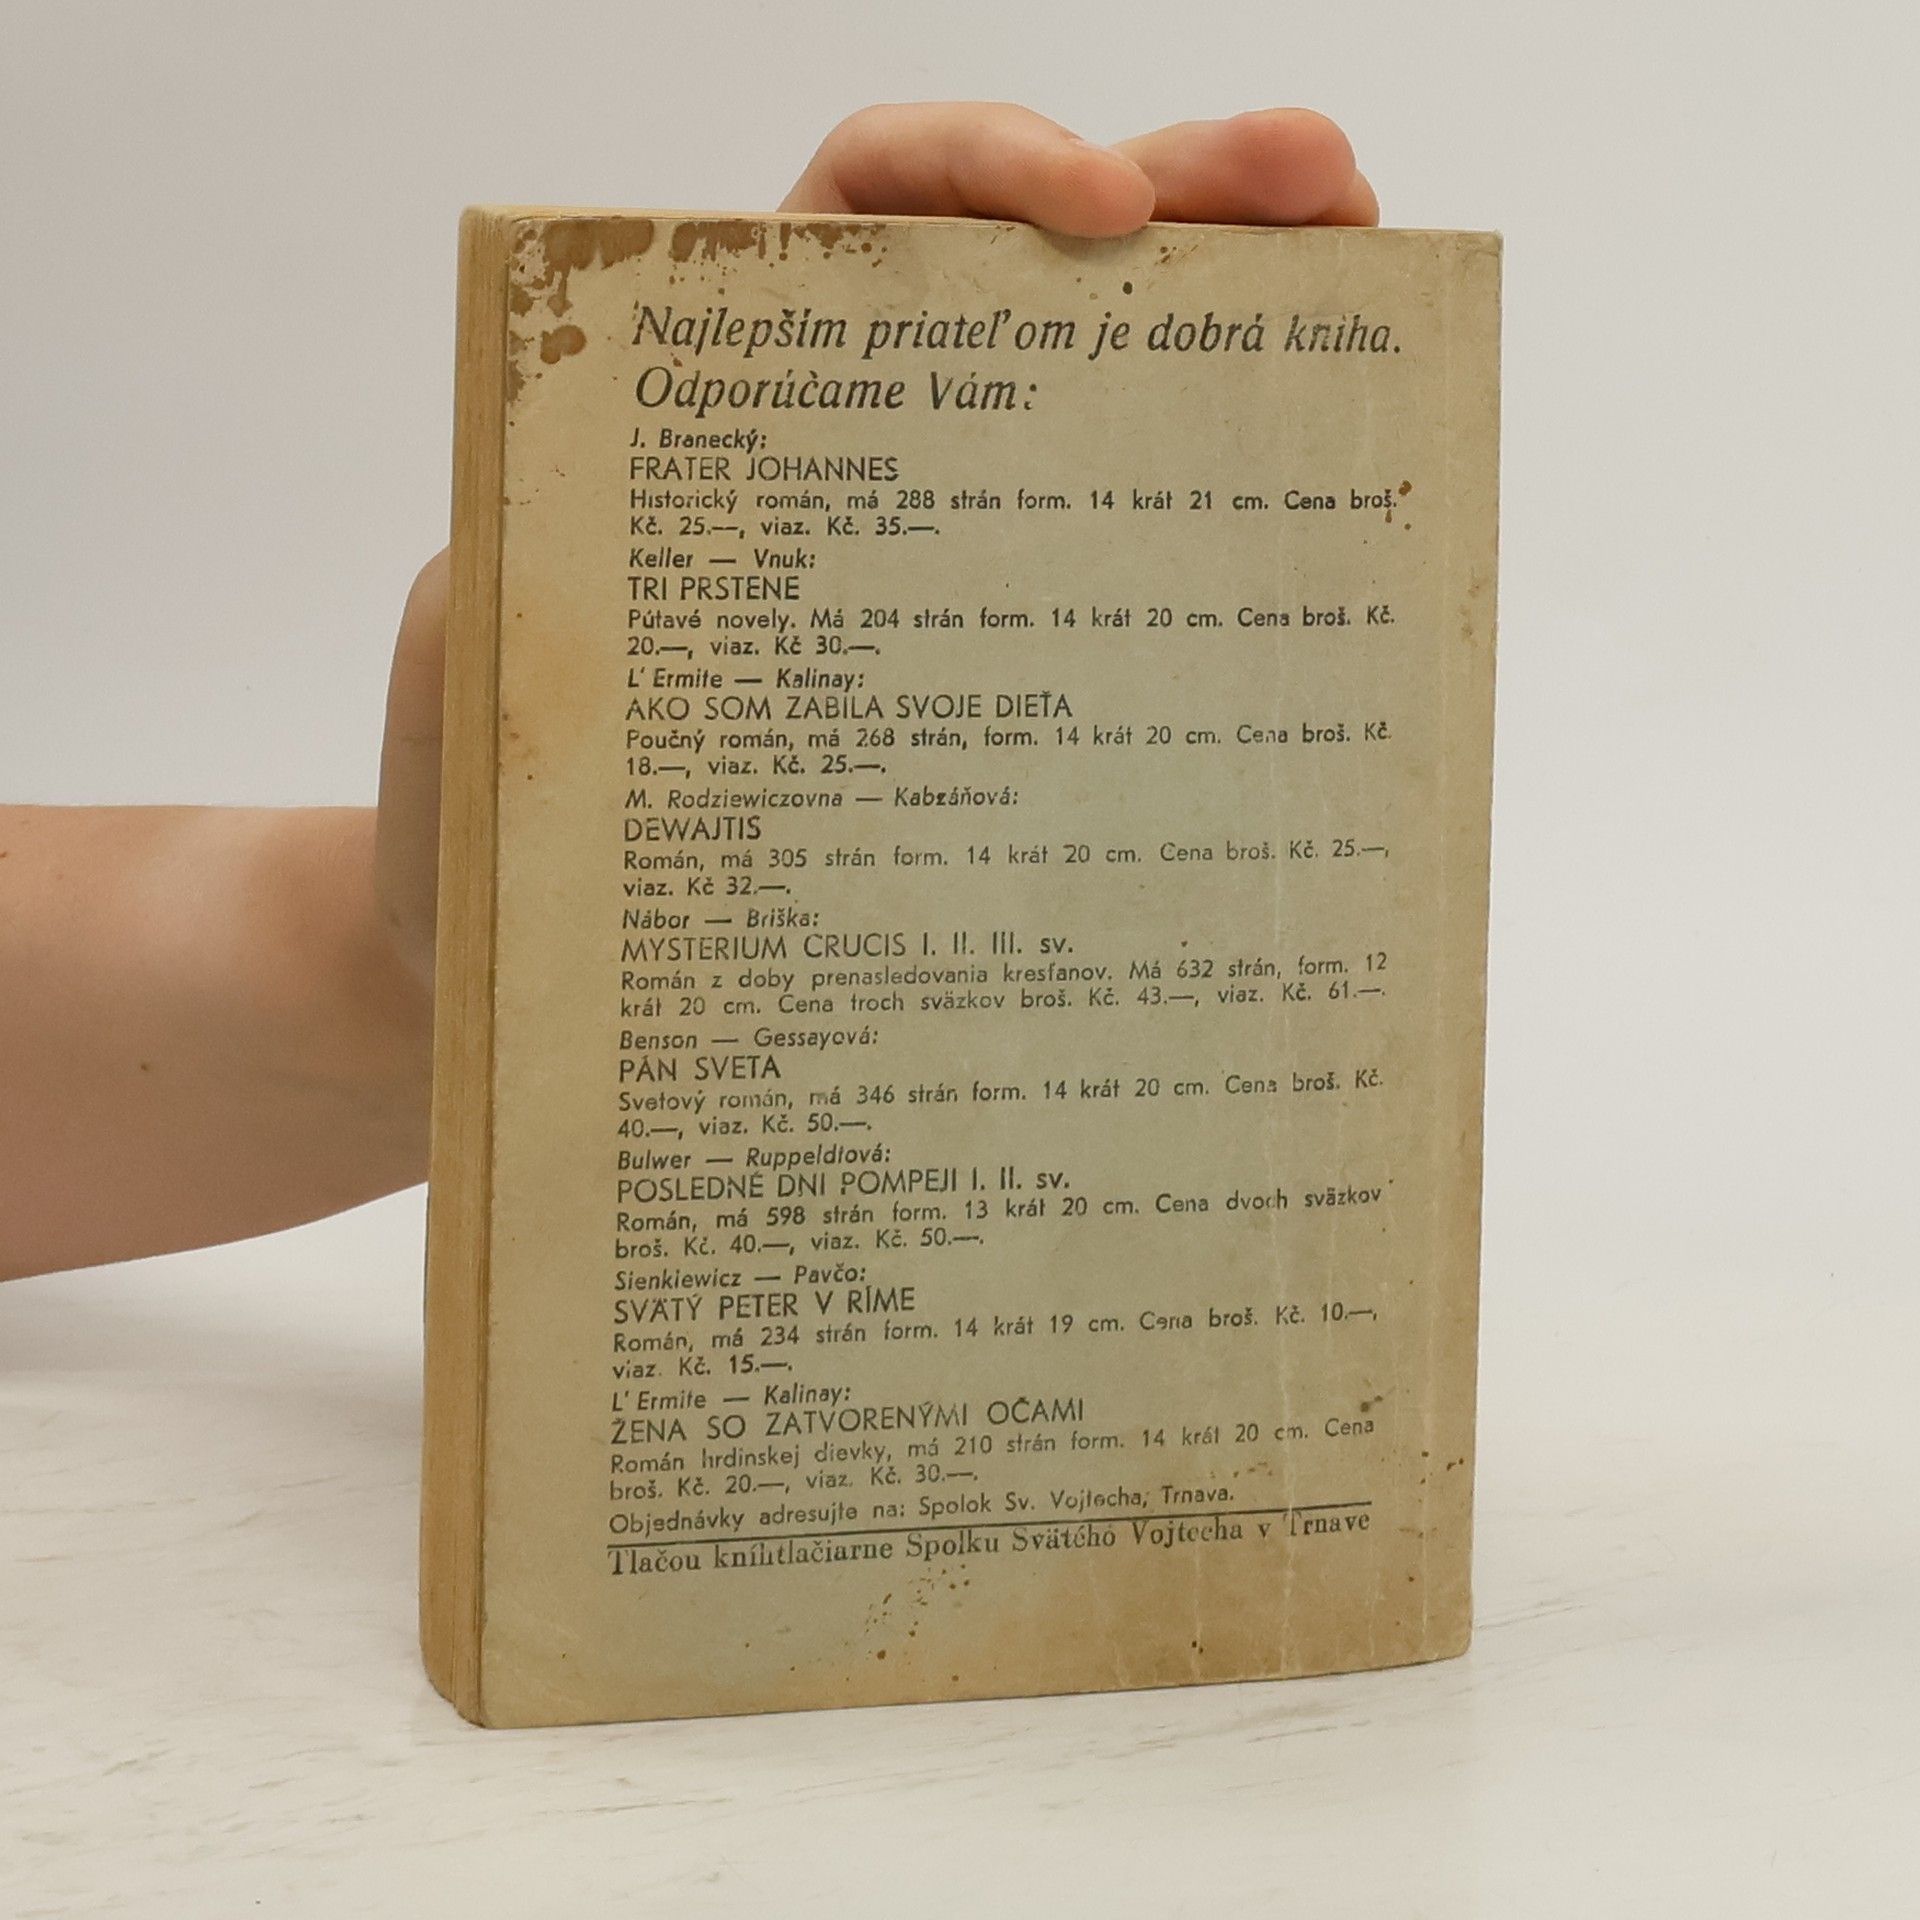 Najlepším priateľom je dobrá kniha.
Odporúčame Vám:
J. Branecký:
FRATER JOHANNES
Historický román, má 288 strán form. 14 krát 21 cm. Cena broš.
Kč. 25.—, viaz. Kč. 35.—.
Keller — Vnuk:
TRI PRSTENE
Pútavé novely. Má 204 strán form. 14 krát 20 cm. Cena broš. Kč.
20.—, viaz. Kč 30.—.
L' Ermite — Kalinay:
AKO SOM ZABILA SVOJE DIEŤA
Poučný román, má 268 strán, form. 14 krát 20 cm. Cena broš. Kč.
18.—, viaz. Kč. 25.—.
M. Rodziewiczovna — Kabzáňová:
DEWAJTIS
Román, má 305 strán form. 14 krát 20 cm. Cena broš. Kč. 25.—,
viaz. Kč 32.—.
Nábor — Briška:
MYSTERIUM CRUCIS I. II. III. sv.
Román z doby prenasledovania kresťanov. Má 632 strán, form. 12
krát 20 cm. Cena troch sväzkov broš. Kč. 43.—, viaz. Kč. 61.—.
Benson — Gessayová:
PÁN SVETA
Svetový román, má 346 strán form. 14 krát 20 cm. Cena broš. Kč.
40.—, viaz. Kč. 50.—.
Bulwer — Ruppeldtová:
POSLEDNÉ DNI POMPEJI I. II. sv.
Román, má 598 strán form. 13 krát 20 cm. Cena dvoch sväzkov
broš. Kč. 40.—, viaz. Kč. 50.—.
Sienkiewicz — Pavčo:
SVÄTÝ PETER V RÍME
Román, má 234 strán form. 14 krát 19 cm. Cena broš. Kč. 10.—,
viaz. Kč. 15.—.
L' Ermite — Kalinay:
ŽENA SO ZATVORENÝMI OČAMI
Román hrdinskej dievky, má 210 strán form. 14 krát 20 cm. Cena
broš. Kč. 20.—, viaz. Kč. 30.—.
Objednávky adresujte na: Spolok Sv. Vojtecha, Trnava.
Tlačou kníhtlačiarne Spolku Svätého Vojtecha v Trnave